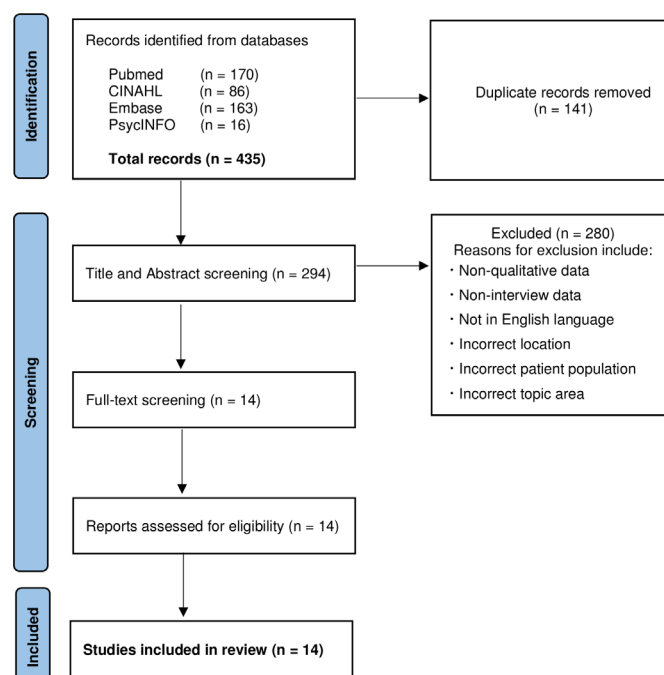 Identification
Records identified from databases
Pubmed (n = 170)
CINAHL (n = 86)
Embase (n = 163)
PsycINFO (n = 16)
Total records (n = 435)
Duplicate records removed
(n = 141)
Screening
Title and Abstract screening (n = 294)
Excluded (n = 280)
Reasons for exclusion include:
· Non-qualitative data
· Non-interview data
· Not in English language
· Incorrect location
· Incorrect patient population
· Incorrect topic area
Full-text screening (n = 14)
Reports assessed for eligibility (n = 14)
Included
Studies included in review (n = 14)